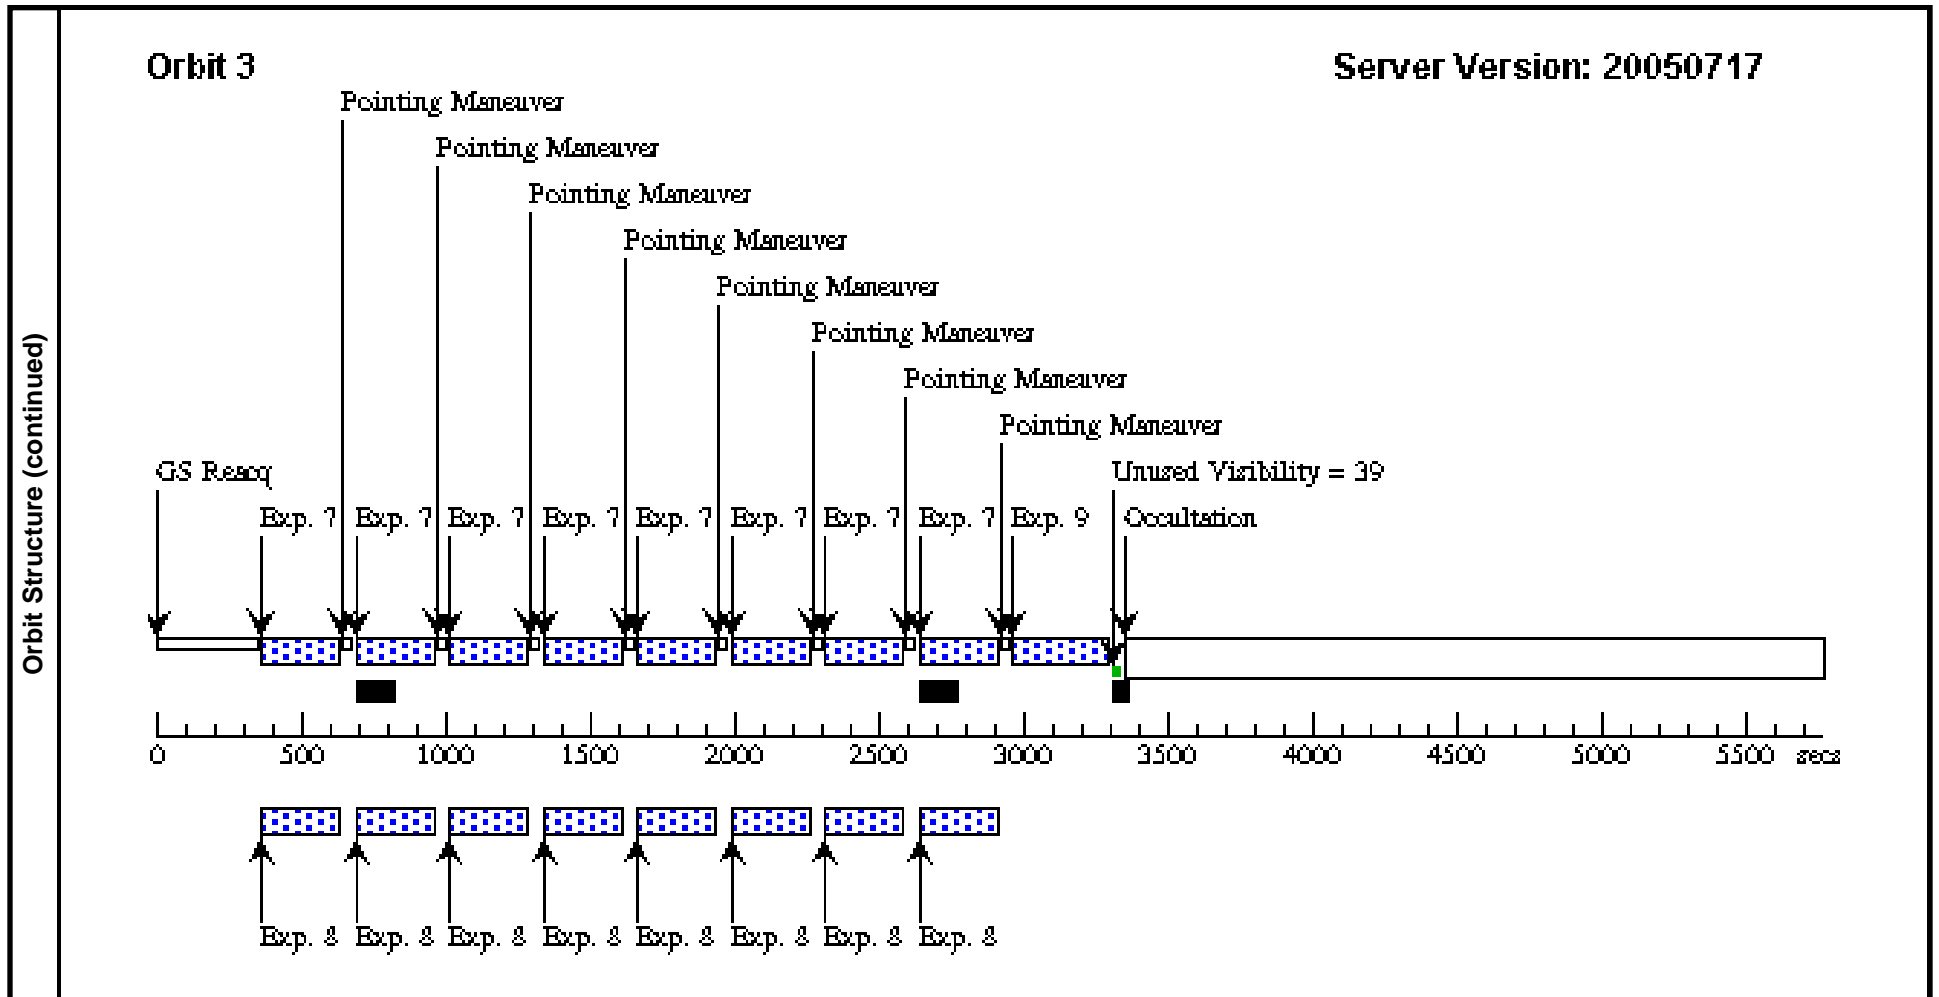 Orbit 3
Server Version: 20050717
Pointing Maneuver
Pointing Maneuver
Pointing Maneuver
Pointing Maneuver
Pointing Maneuver
Pointing Maneuver
Pointing Maneuver
Pointing Maneuver
GS Reacq
Unused Visibility = 39
Exp. 7 Exp. 7 Exp. 7 Exp. 7 Exp. 7 Exp. 7 Exp. 7 Exp. 7 Exp. 9 Occultation
0 500 1000 1500 2000 2500 3000 3500 4000 4500 5000 5500 secs
Exp. 8 Exp. 8 Exp. 8 Exp. 8 Exp. 8 Exp. 8 Exp. 8 Exp. 8
Orbit Structure (continued)